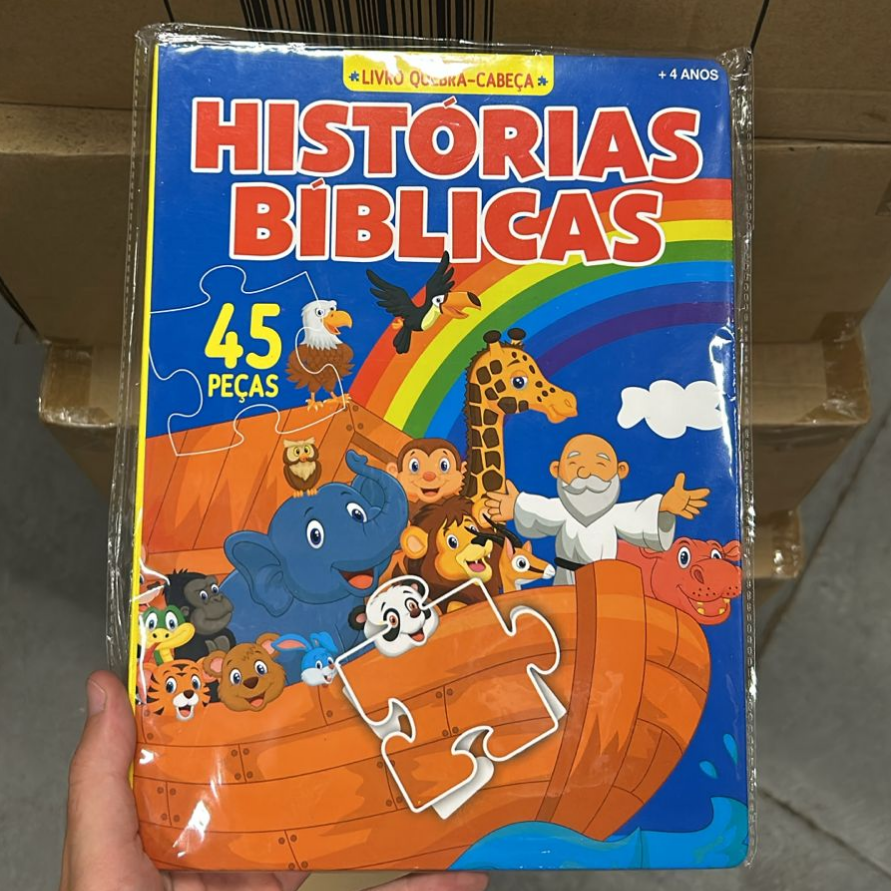 LIVRO QUEBRA-CABEÇA
+ 4 ANOS
HISTÓRIAS
BÍBLICAS
45
PEÇAS